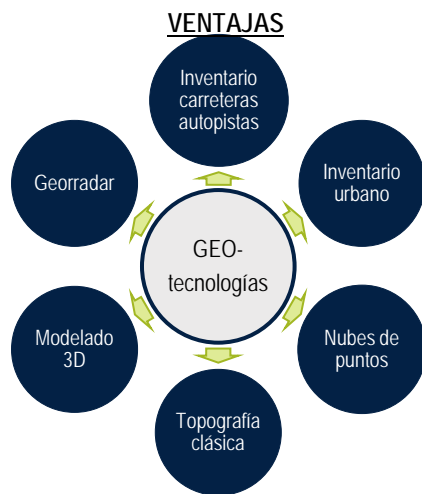 VENTAJAS
Inventario
carreteras
autopistas
Georradar
Inventario
urbano
GEO-
tecnologías
Modelado
3D
Nubes de
puntos
Topografía
clásica